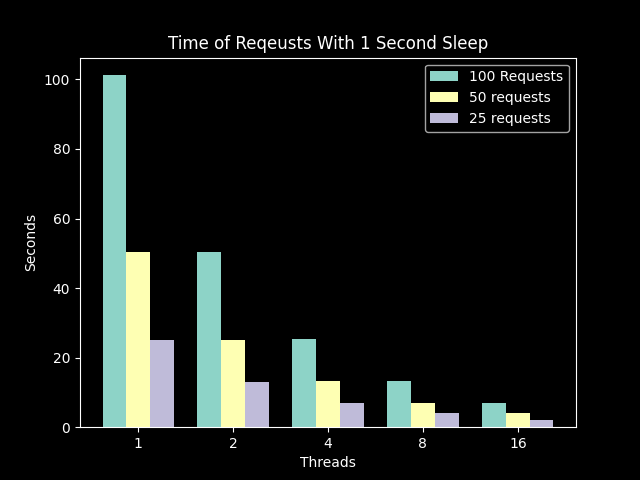 Time of Reqeusts With 1 Second Sleep
100 Requests
50 requests
25 requests
Seconds
100
80
60
40
20
0
1 2 4 8 16
Threads